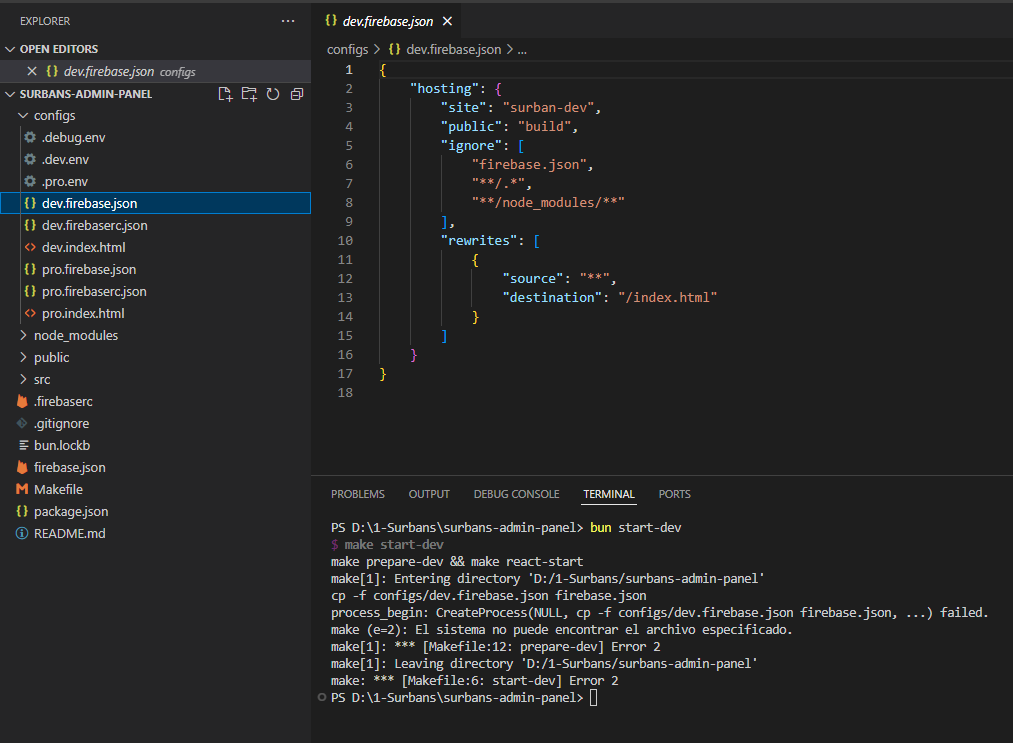 EXPLORER
OPEN EDITORS
dev.firebase.json configs
SURBANS-ADMIN-PANEL
configs
.debug.env
.dev.env
.pro.env
dev.firebase.json
dev.firebaserc.json
dev.index.html
pro.firebase.json
pro.firebaserc.json
pro.index.html
node_modules
public
src
.firebaserc
.gitignore
bun.lockb
firebase.json
Makefile
package.json
README.md
{} dev.firebase.json
configs > {} dev.firebase.json > ...
1 {
2 "hosting": {
3 "site": "surban-dev",
4 "public": "build",
5 "ignore": [
6 "firebase.json",
7 "**/.*",
8 "**/node_modules/**"
9 ],
10 "rewrites": [
11 {
12 "source": "**",
13 "destination": "/index.html"
14 }
15 ]
16 }
17 }
18
PROBLEMS OUTPUT DEBUG CONSOLE TERMINAL PORTS
PS D:\1-Surbans\surbans-admin-panel> bun start-dev
$ make start-dev
make prepare-dev && make react-start
make[1]: Entering directory 'D:/1-Surbans/surbans-admin-panel'
cp -f configs/dev.firebase.json firebase.json
process_begin: CreateProcess(NULL, cp -f configs/dev.firebase.json firebase.json, ...) failed.
make (e=2): El sistema no puede encontrar el archivo especificado.
make[1]: *** [Makefile:12: prepare-dev] Error 2
make[1]: Leaving directory 'D:/1-Surbans/surbans-admin-panel'
make: *** [Makefile:6: start-dev] Error 2
PS D:\1-Surbans\surbans-admin-panel>